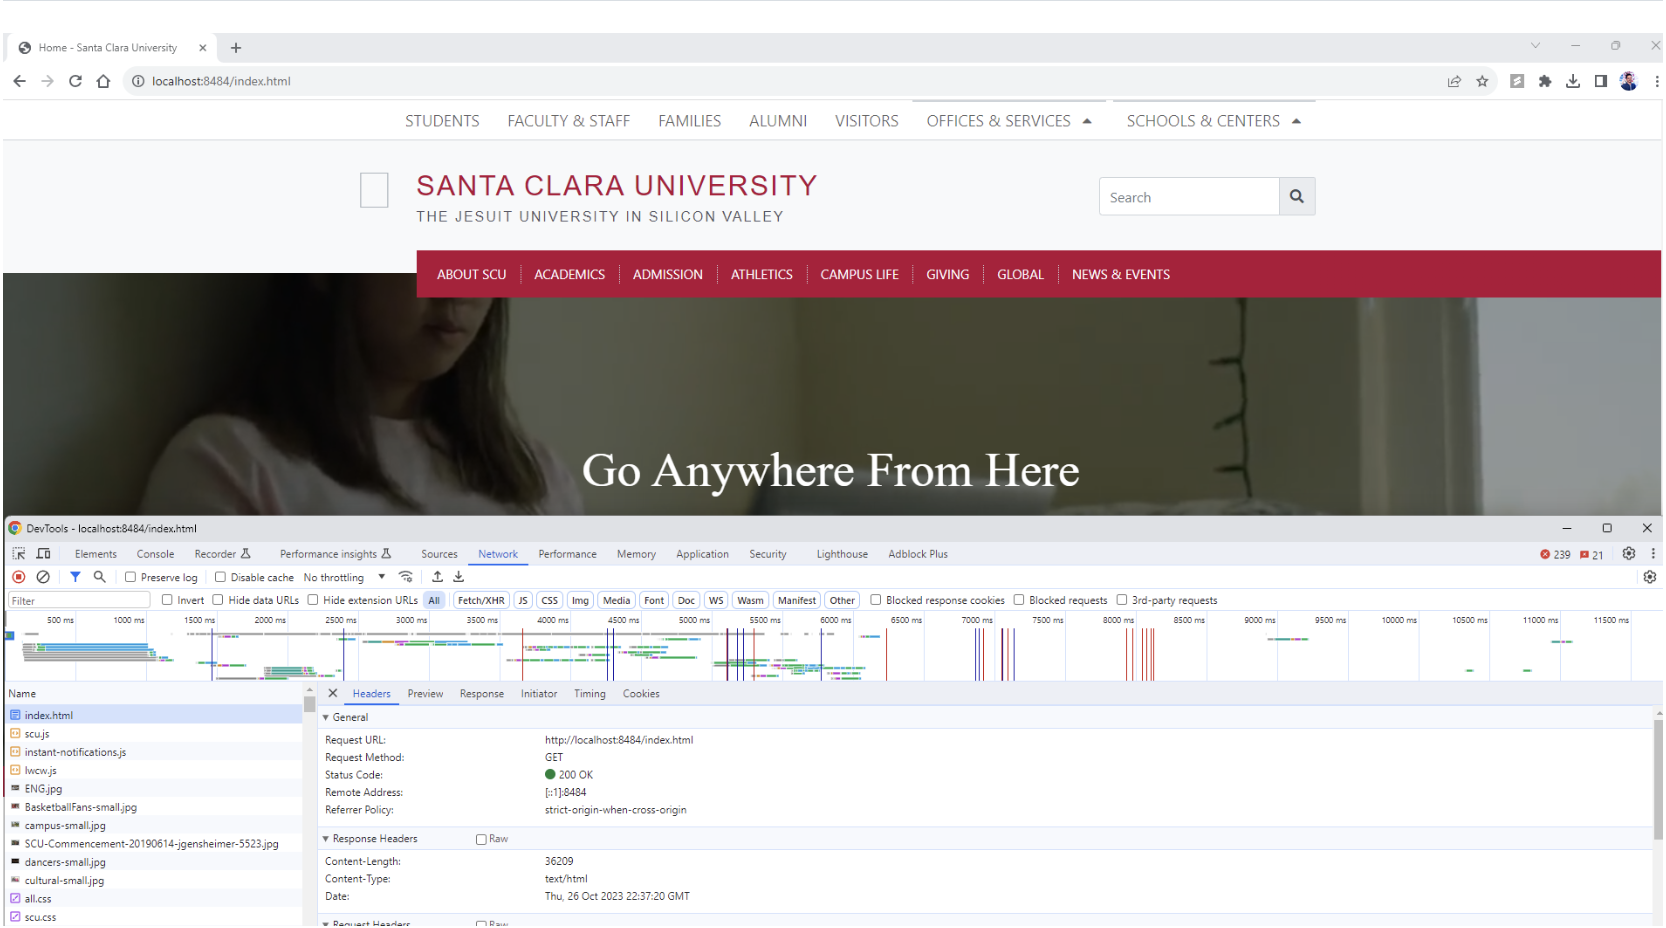 Home - Santa Clara University
localhost:8484/index.html
STUDENTS FACULTY & STAFF FAMILIES ALUMNI VISITORS OFFICES & SERVICES SCHOOLS & CENTERS
SANTA CLARA UNIVERSITY
THE JESUIT UNIVERSITY IN SILICON VALLEY
Search
ABOUT SCU ACADEMICS ADMISSION ATHLETICS CAMPUS LIFE GIVING GLOBAL NEWS & EVENTS
Go Anywhere From Here
DevTools - localhost:8484/index.html
Elements Console Recorder Performance insights Sources Network Performance Memory Application Security Lighthouse Adblock Plus 239 21
Preserve log Disable cache No throttling
Filter Invert Hide data URLs Hide extension URLs All Fetch/XHR JS CSS Img Media Font Doc WS Wasm Manifest Other Blocked response cookies Blocked requests 3rd-party requests
500 ms 1000 ms 1500 ms 2000 ms 2500 ms 3000 ms 3500 ms 4000 ms 4500 ms 5000 ms 5500 ms 6000 ms 6500 ms 7000 ms 7500 ms 8000 ms 8500 ms 9000 ms 9500 ms 10000 ms 10500 ms 11000 ms 11500 ms
Name
index.html
scu.js
instant-notifications.js
lwcw.js
ENG.jpg
BasketballFans-small.jpg
campus-small.jpg
SCU-Commencement-20190614-jgensheimer-5523.jpg
dancers-small.jpg
cultural-small.jpg
all.css
scu.css
Headers Preview Response Initiator Timing Cookies
General
Request URL: http://localhost:8484/index.html
Request Method: GET
Status Code: 200 OK
Remote Address: [::1]:8484
Referrer Policy: strict-origin-when-cross-origin
Response Headers Raw
Content-Length: 36209
Content-Type: text/html
Date: Thu, 26 Oct 2023 22:37:20 GMT
Request Headers Raw